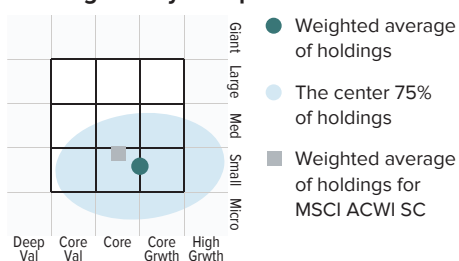 Giant
Large
Med
Small
Micro
Deep
Val
Core
Val
Core
Core
Grwth
High
Grwth
Weighted average
of holdings
The center 75%
of holdings
Weighted average
of holdings for
MSCI ACWI SC